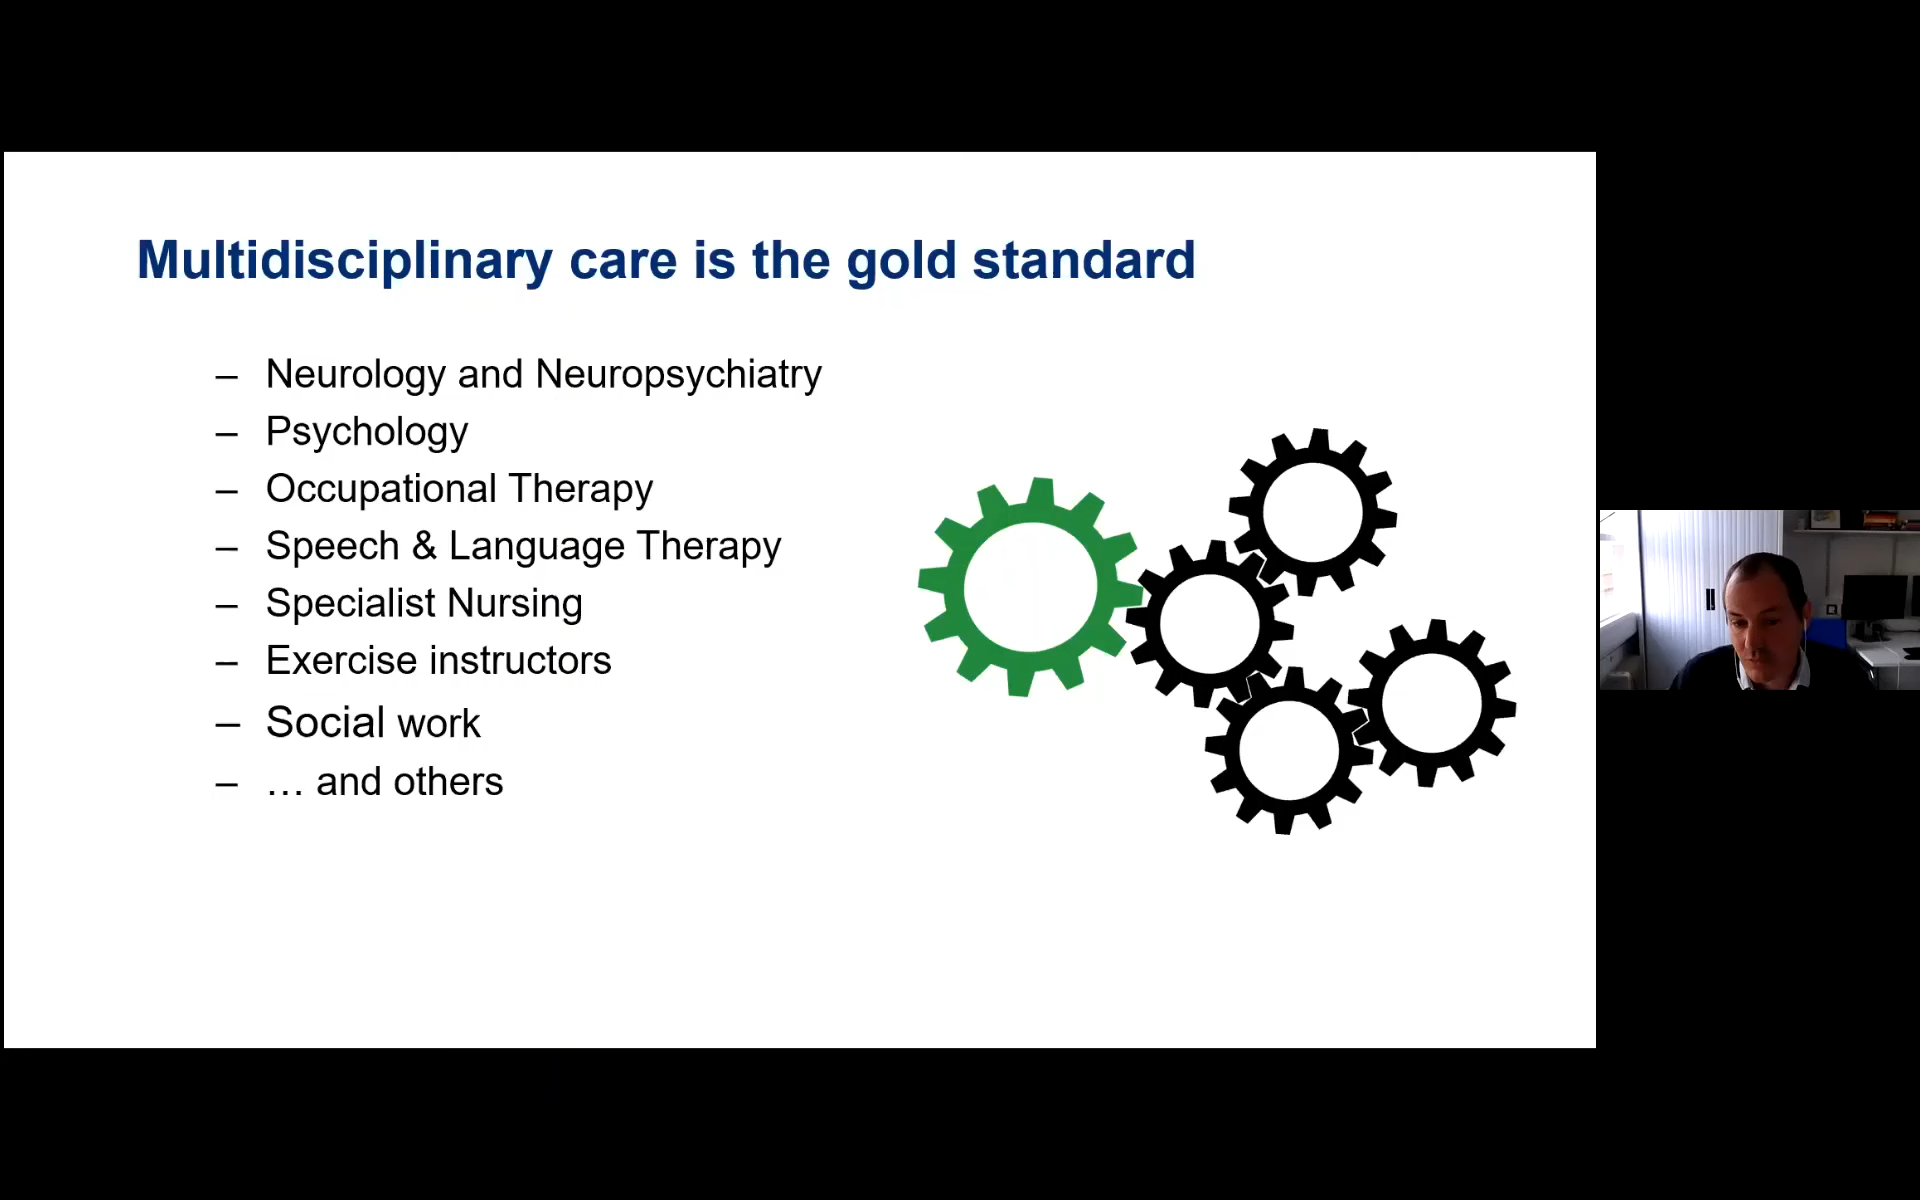 Multidisciplinary care is the gold standard
– Neurology and Neuropsychiatry
– Psychology
– Occupational Therapy
– Speech & Language Therapy
– Specialist Nursing
– Exercise instructors
– Social work
– … and others